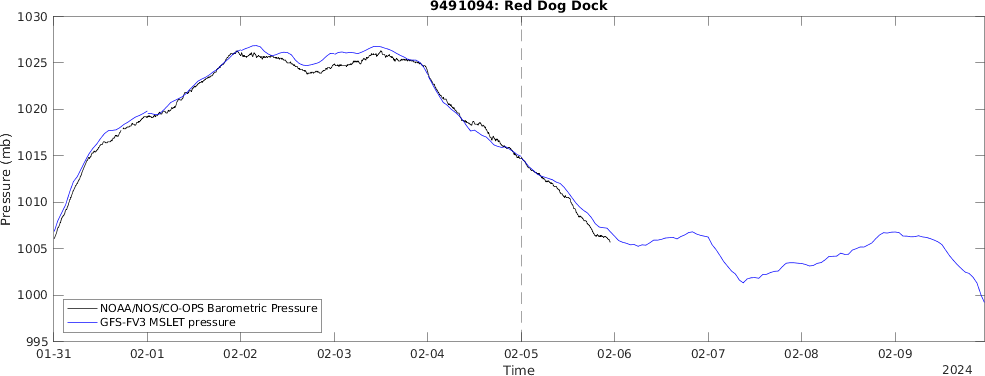 9491094: Red Dog Dock
Pressure (mb)
1030
1025
1020
1015
1010
1005
1000
995
NOAA/NOS/CO-OPS Barometric Pressure
GFS-FV3 MSLET pressure
01-31 02-01 02-02 02-03 02-04 02-05 02-06 02-07 02-08 02-09
Time
2024